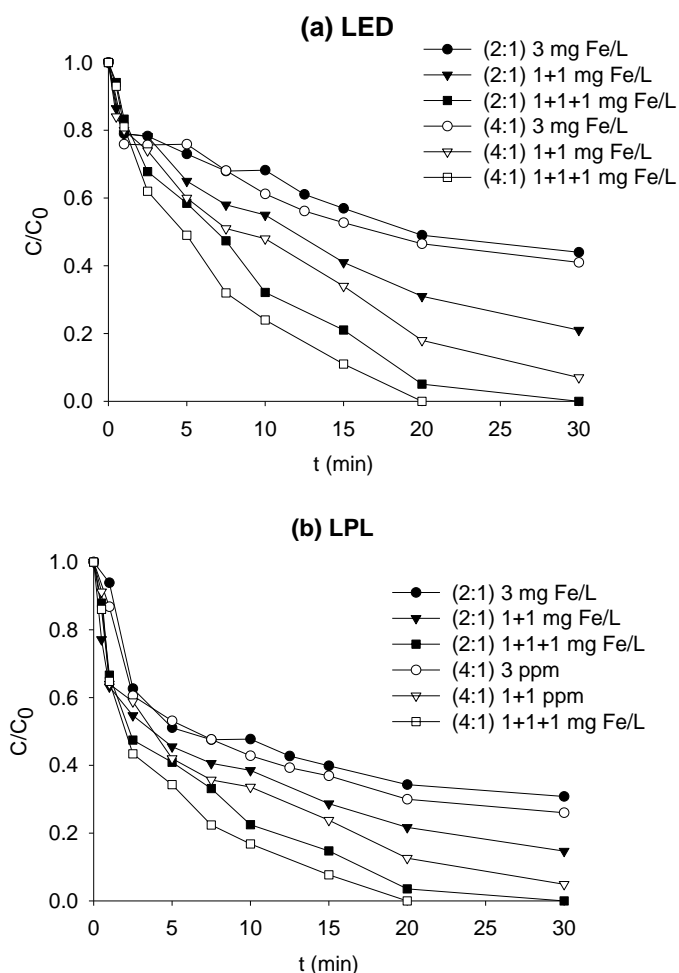 (a) LED
(2:1) 3 mg Fe/L
(2:1) 1+1 mg Fe/L
(2:1) 1+1+1 mg Fe/L
(4:1) 3 mg Fe/L
(4:1) 1+1 mg Fe/L
(4:1) 1+1+1 mg Fe/L
C/C0
1.0
0.8
0.6
0.4
0.2
0.0
0 5 10 15 20 25 30
t (min)
(b) LPL
(2:1) 3 mg Fe/L
(2:1) 1+1 mg Fe/L
(2:1) 1+1+1 mg Fe/L
(4:1) 3 ppm
(4:1) 1+1 ppm
(4:1) 1+1+1 mg Fe/L
C/C0
1.0
0.8
0.6
0.4
0.2
0.0
0 5 10 15 20 25 30
t (min)